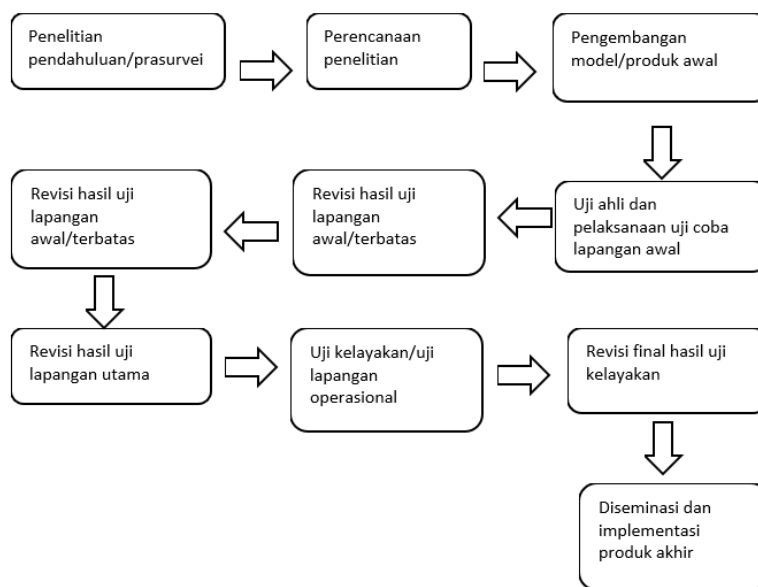 Penelitian
pendahuluan/prasurvei
Perencanaan
penelitian
Pengembangan
model/produk awal
Uji ahli dan
pelaksanaan uji coba
lapangan awal
Revisi hasil uji
lapangan
awal/terbatas
Revisi hasil uji
lapangan
awal/terbatas
Revisi hasil uji
lapangan utama
Uji kelayakan/uji
lapangan
operasional
Revisi final hasil uji
kelayakan
Diseminasi dan
implementasi
produk akhir